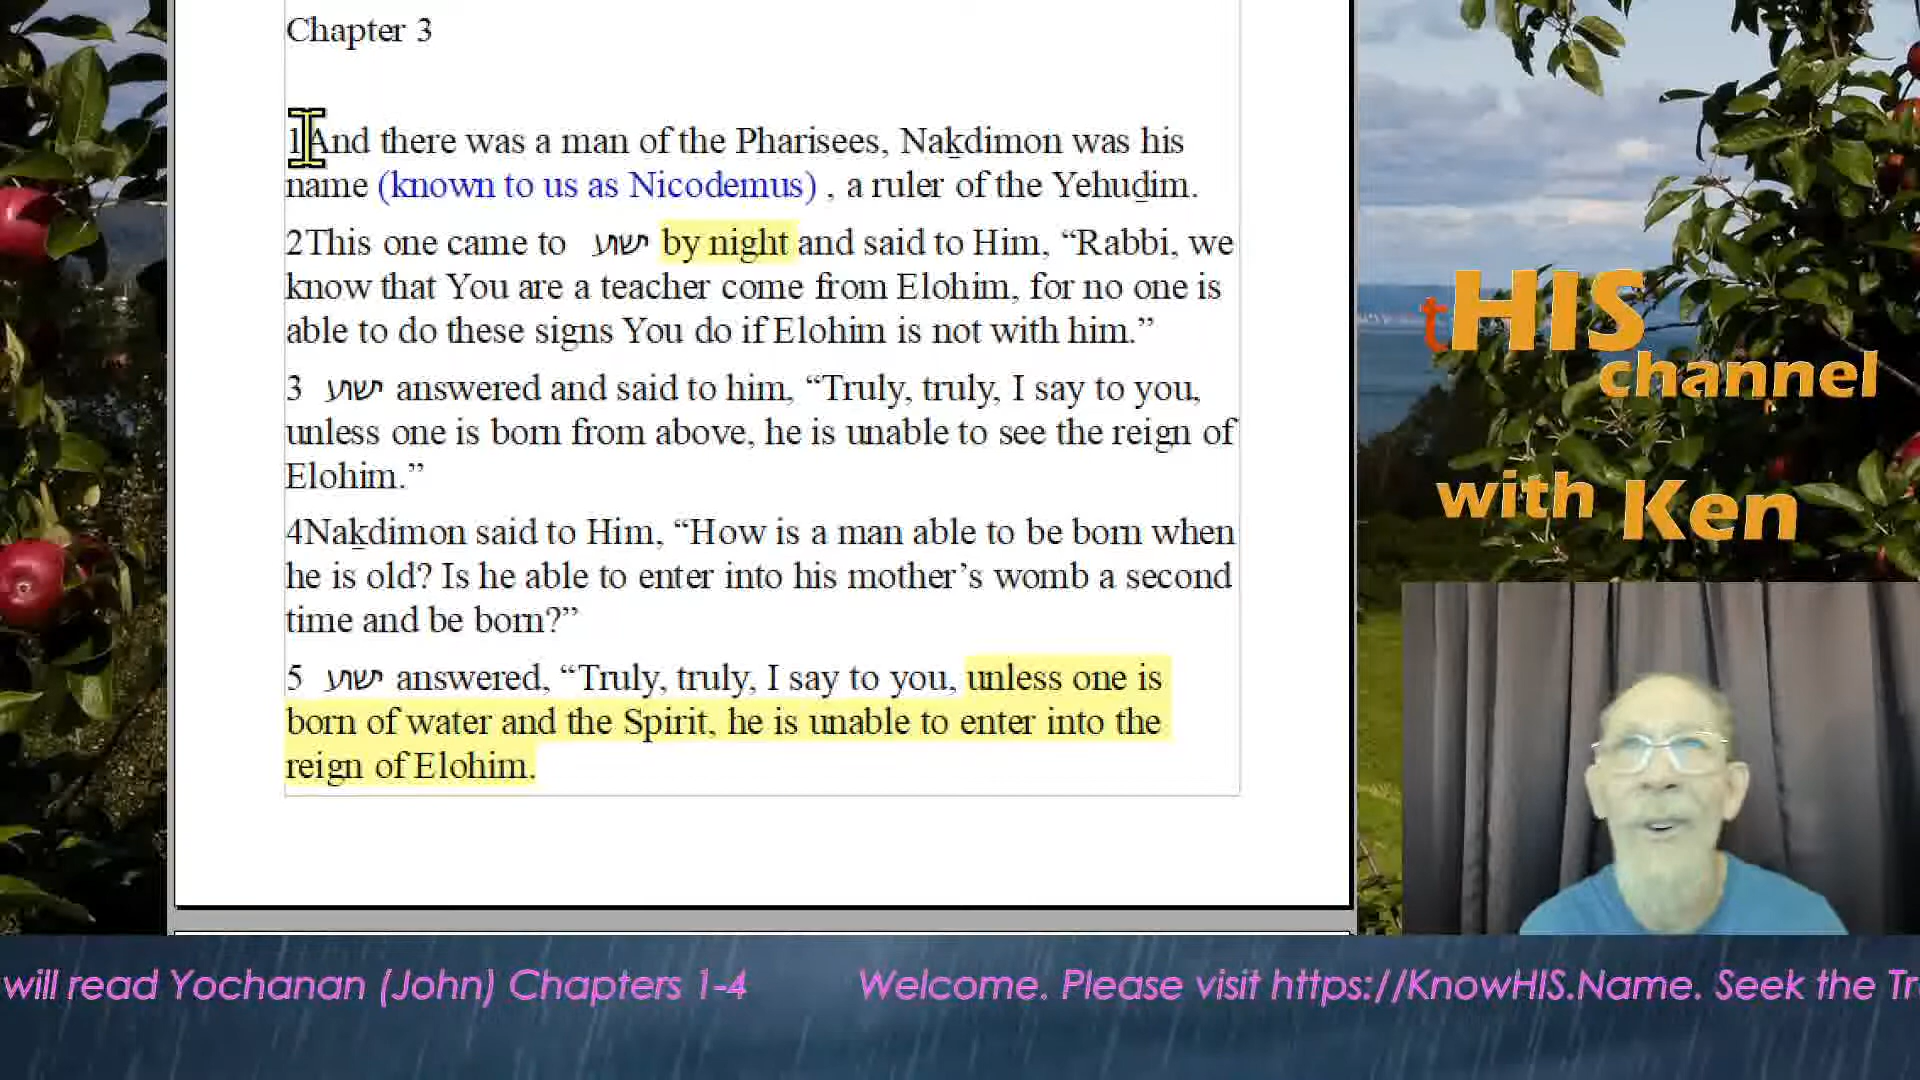 Chapter 3
1And there was a man of the Pharisees, Naḵdimon was his
name (known to us as Nicodemus) , a ruler of the Yehuḏim.
2This one came to ישוע by night and said to Him, “Rabbi, we
know that You are a teacher come from Elohim, for no one is
able to do these signs You do if Elohim is not with him.”
3 ישוע answered and said to him, “Truly, truly, I say to you,
unless one is born from above, he is unable to see the reign of
Elohim.”
4Naḵdimon said to Him, “How is a man able to be born when
he is old? Is he able to enter into his mother’s womb a second
time and be born?”
5 ישוע answered, “Truly, truly, I say to you, unless one is
born of water and the Spirit, he is unable to enter into the
reign of Elohim.
tHIS
channel
with Ken
will read Yochanan (John) Chapters 1-4 Welcome. Please visit https://KnowHIS.Name. Seek the Tr